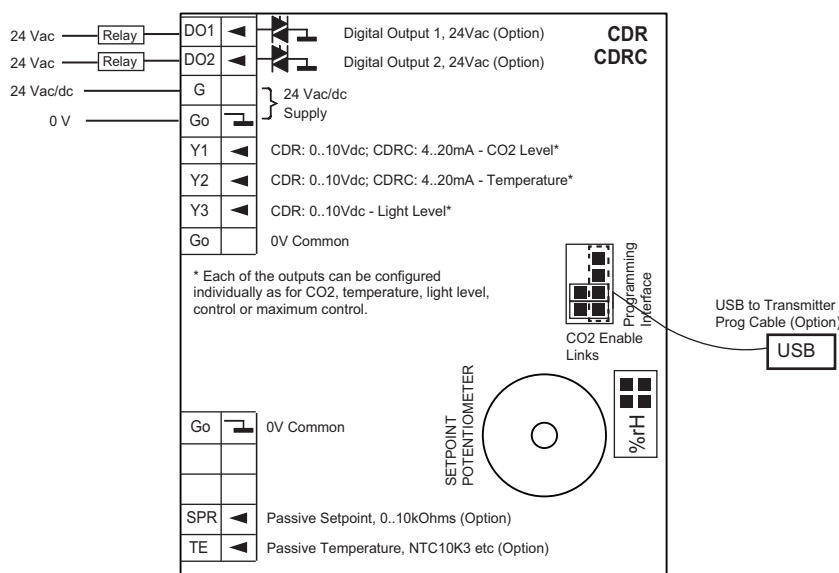 CDR
CDRC
24 Vac Relay DO1 Digital Output 1, 24Vac (Option)
24 Vac Relay DO2 Digital Output 2, 24Vac (Option)
24 Vac/dc G
24 Vac/dc
Supply
0 V Go
Y1 CDR: 0..10Vdc; CDRC: 4..20mA - CO2 Level*
Y2 CDR: 0..10Vdc; CDRC: 4..20mA - Temperature*
Y3 CDR: 0..10Vdc - Light Level*
Go 0V Common
* Each of the outputs can be configured
individually as for CO2, temperature, light level,
control or maximum control.
Programming
Interface
CO2 Enable
Links
USB to Transmitter
Prog Cable (Option)
USB
SETPOINT
POTENTIOMETER
%rH
Go 0V Common
SPR Passive Setpoint, 0..10kOhms (Option)
TE Passive Temperature, NTC10K3 etc (Option)